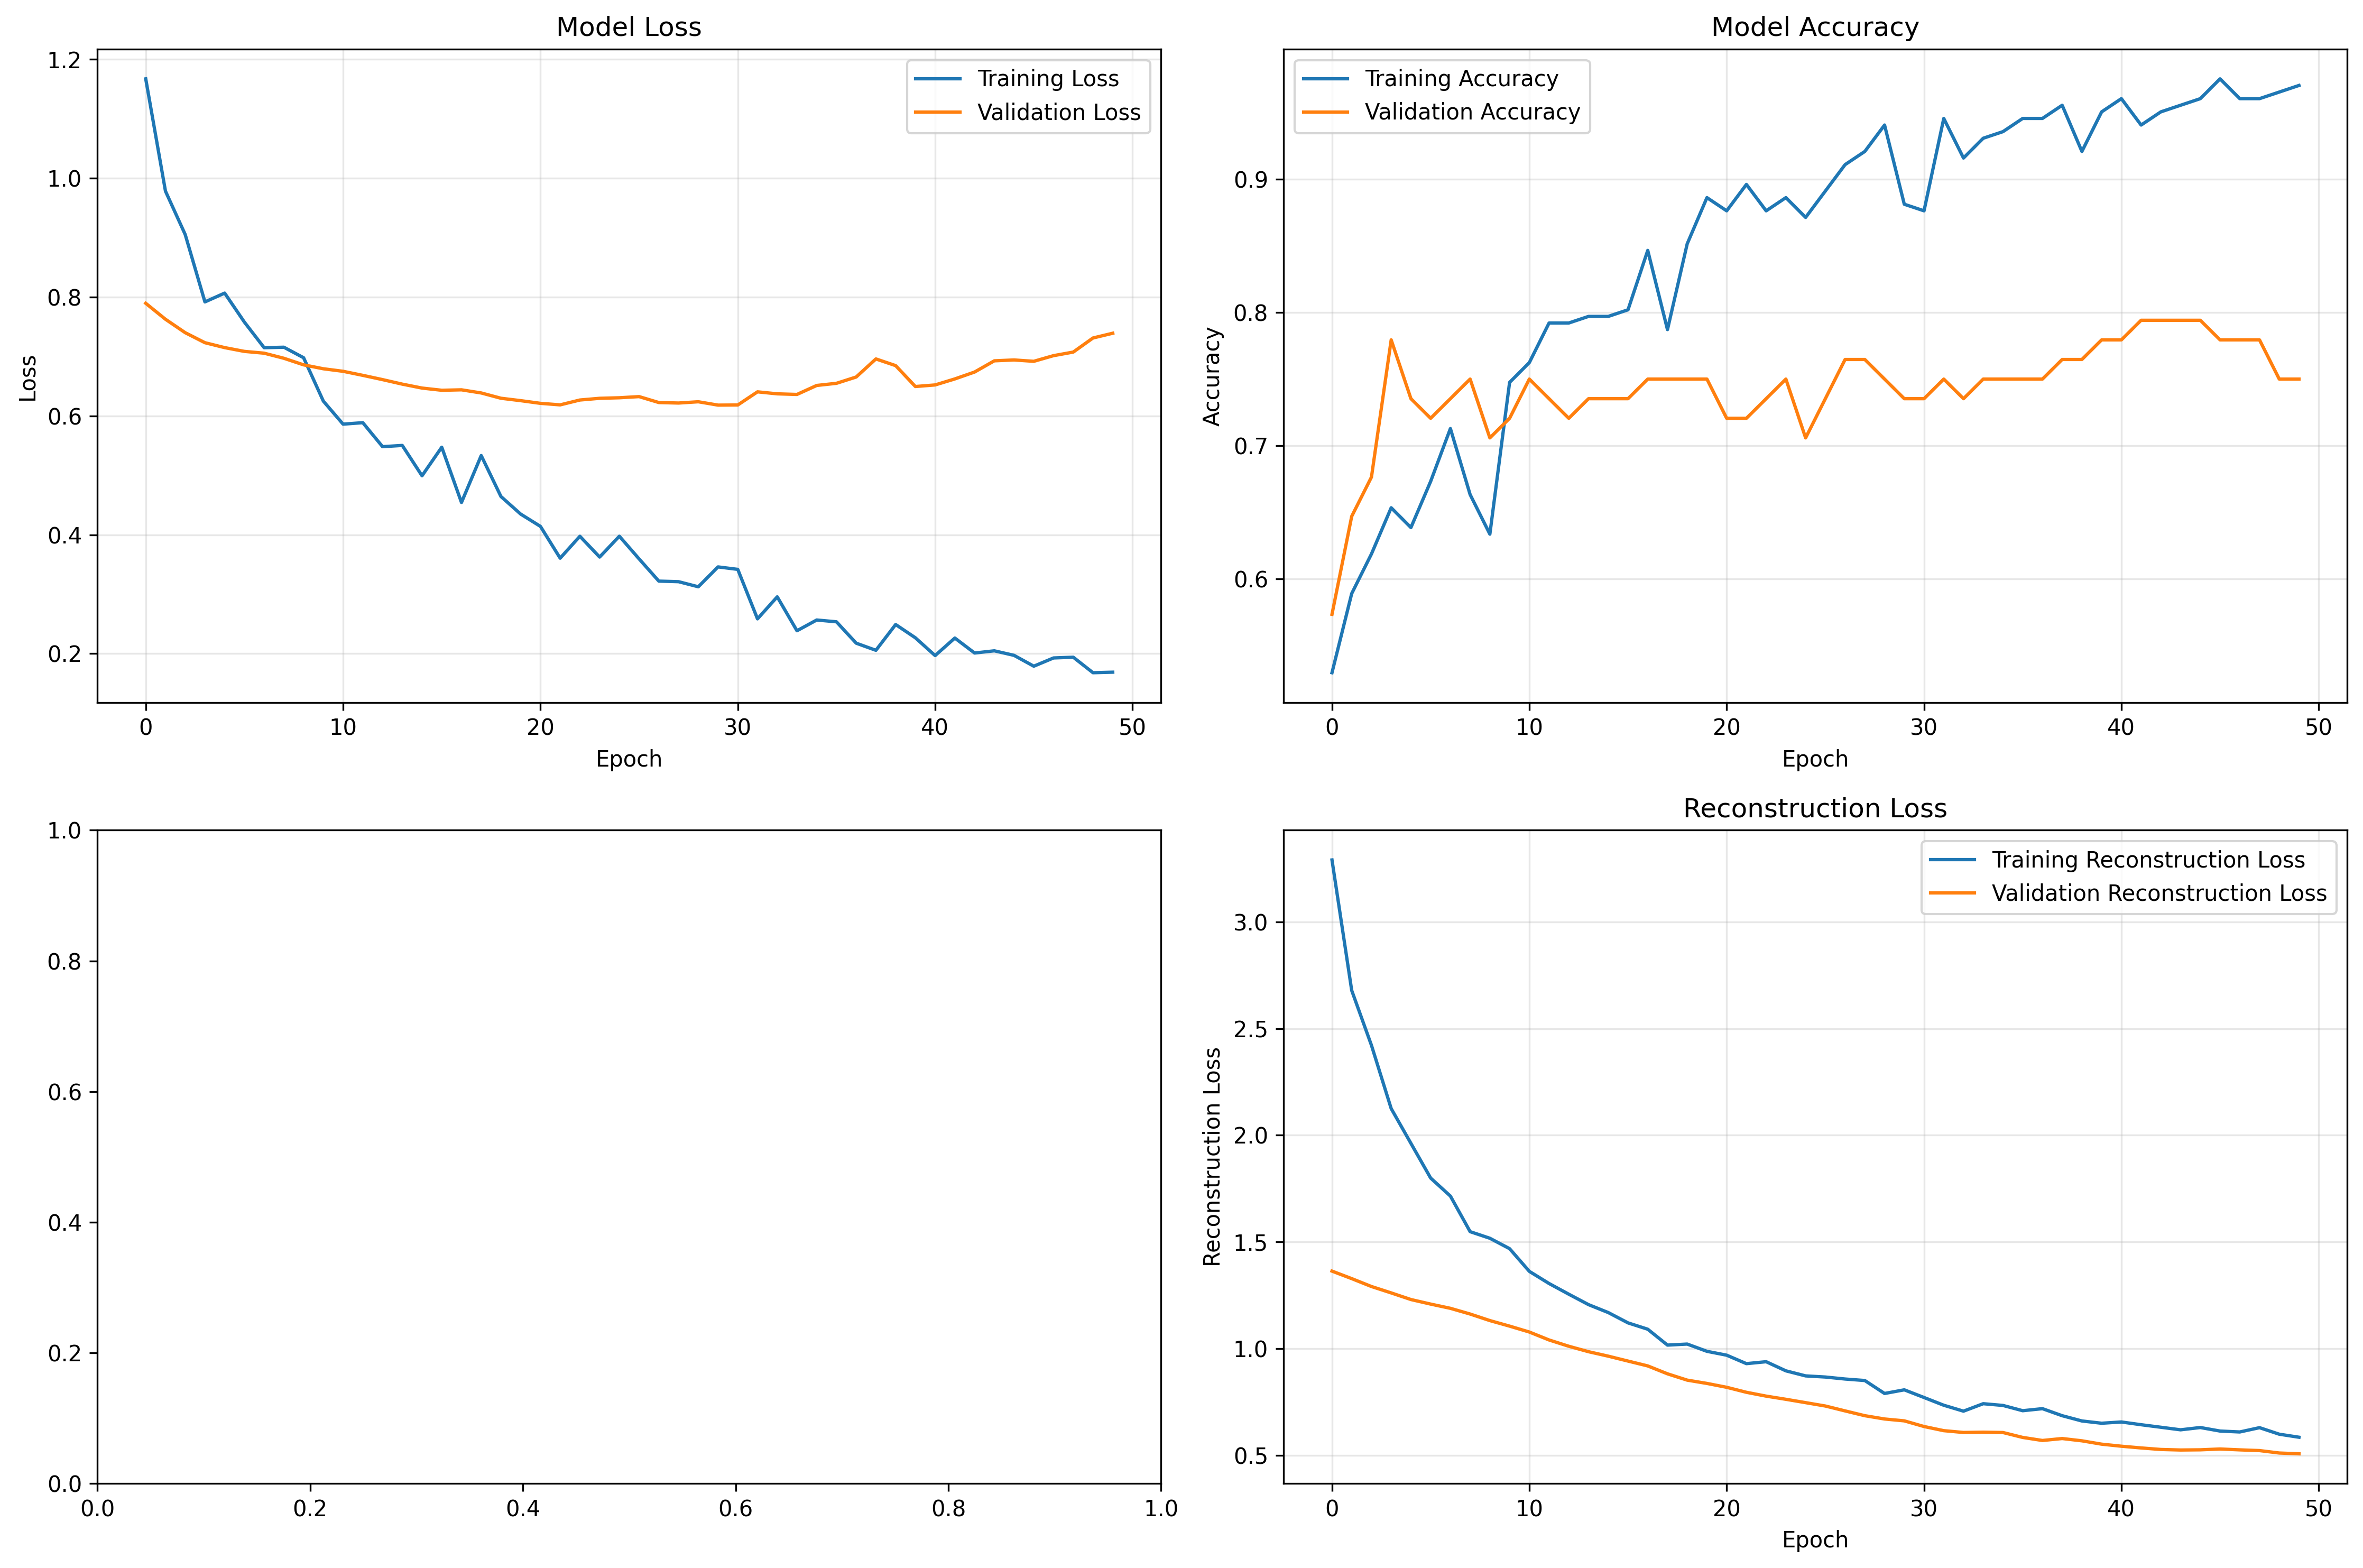 Model Loss
1.2
1.0
0.8
0.6
0.4
0.2
Loss
0 10 20 30 40 50
Epoch
Training Loss
Validation Loss
Model Accuracy
0.9
0.8
0.7
0.6
Accuracy
0 10 20 30 40 50
Epoch
Training Accuracy
Validation Accuracy
1.0
0.8
0.6
0.4
0.2
0.0
0.0 0.2 0.4 0.6 0.8 1.0
Reconstruction Loss
3.0
2.5
2.0
1.5
1.0
0.5
Reconstruction Loss
0 10 20 30 40 50
Epoch
Training Reconstruction Loss
Validation Reconstruction Loss